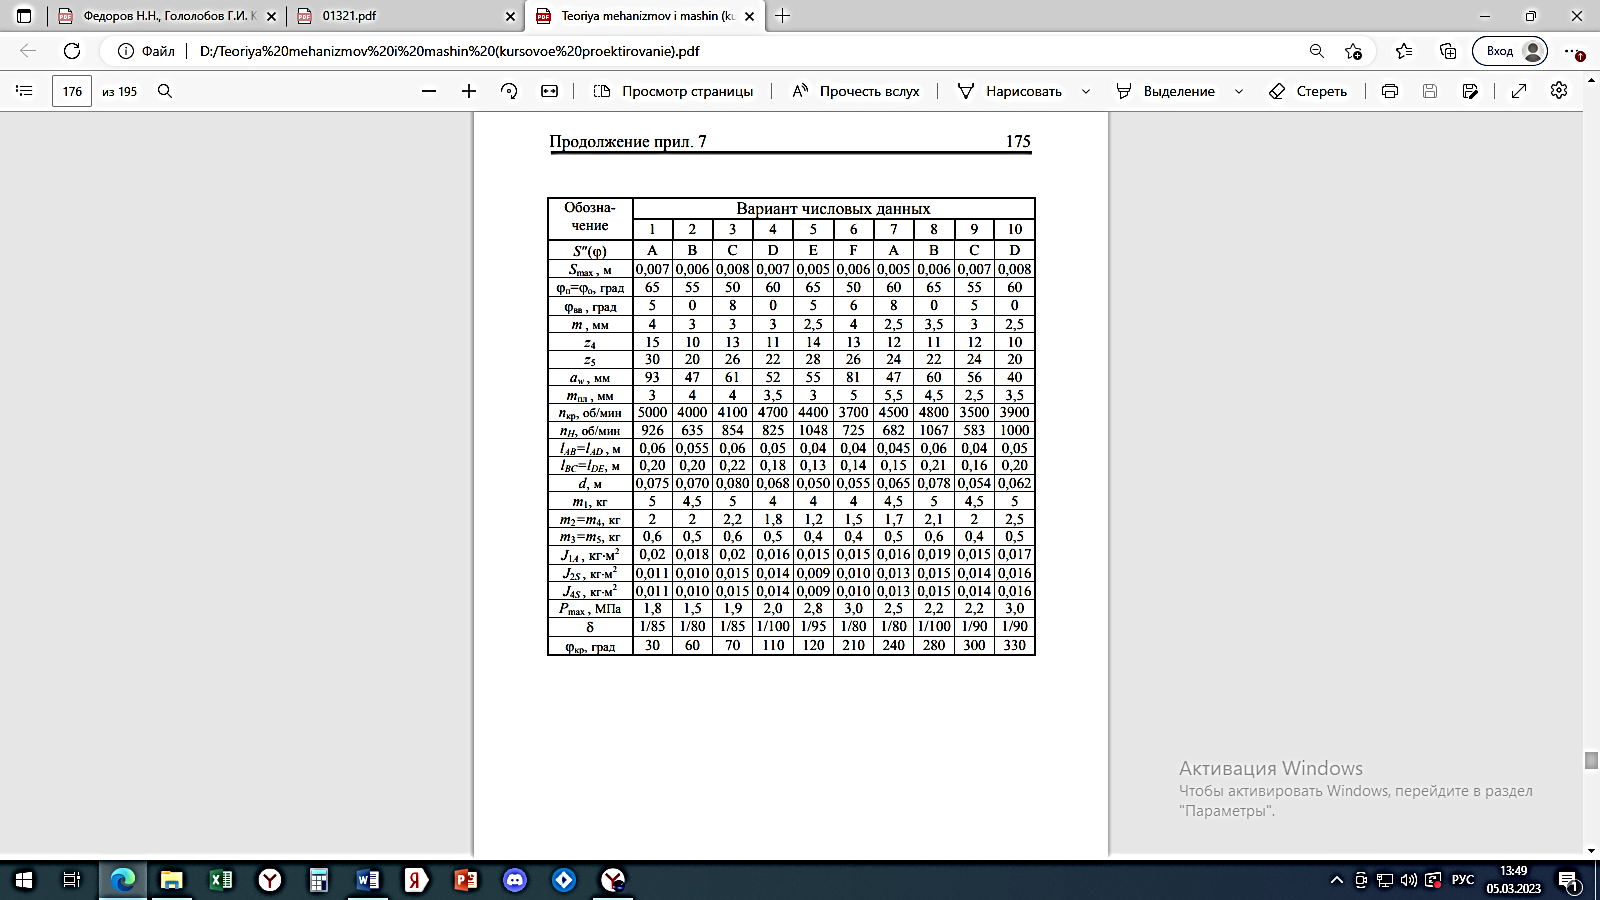 Федоров Н.Н., Гололобов Г.И. К
01321.pdf
Teoriya mehanizmov i mashin (ku
Файл
D:/Teoriya%20mehanizmov%20i%20mashin%20(kursovoe%20proektirovanie).pdf
Вход
176 из 195
Просмотр страницы
Прочесть вслух
Нарисовать
Выделение
Стереть
Продолжение прил. 7 175
Обозна-чение Вариант числовых данных
1 2 3 4 5 6 7 8 9 10
S″(φ) A B C D E F A B C D
Smax , м 0,007 0,006 0,008 0,007 0,005 0,006 0,005 0,006 0,007 0,008
φп=φо, град 65 55 50 60 65 50 60 65 55 60
φвв , град 5 0 8 0 5 6 8 0 5 0
m , мм 4 3 3 3 2,5 4 2,5 3,5 3 2,5
z4 15 10 13 11 14 13 12 11 12 10
z5 30 20 26 22 28 26 24 22 24 20
aw , мм 93 47 61 52 55 81 47 60 56 40
mпл , мм 3 4 4 3,5 3 5 5,5 4,5 2,5 3,5
nкр, об/мин 5000 4000 4100 4700 4400 3700 4500 4800 3500 3900
nH, об/мин 926 635 854 825 1048 725 682 1067 583 1000
lAB=lAD , м 0,06 0,055 0,06 0,05 0,04 0,04 0,045 0,06 0,04 0,05
lBC=lDE, м 0,20 0,20 0,22 0,18 0,13 0,14 0,15 0,21 0,16 0,20
d, м 0,075 0,070 0,080 0,068 0,050 0,055 0,065 0,078 0,054 0,062
m1, кг 5 4,5 5 4 4 4 4,5 5 4,5 5
m2=m4, кг 2 2 2,2 1,8 1,2 1,5 1,7 2,1 2 2,5
m3=m5, кг 0,6 0,5 0,6 0,5 0,4 0,4 0,5 0,6 0,4 0,5
J1A , кг·м² 0,02 0,018 0,02 0,016 0,015 0,015 0,016 0,019 0,015 0,017
J2S , кг·м² 0,011 0,010 0,015 0,014 0,009 0,010 0,013 0,015 0,014 0,016
J4S , кг·м² 0,011 0,010 0,015 0,014 0,009 0,010 0,013 0,015 0,014 0,016
Pmax , МПа 1,8 1,5 1,9 2,0 2,8 3,0 2,5 2,2 2,2 3,0
δ 1/85 1/80 1/85 1/100 1/95 1/80 1/80 1/100 1/90 1/90
φкр, град 30 60 70 110 120 210 240 280 300 330
Активация Windows
Чтобы активировать Windows, перейдите в раздел
"Параметры".
РУС
13:49
05.03.2023
1